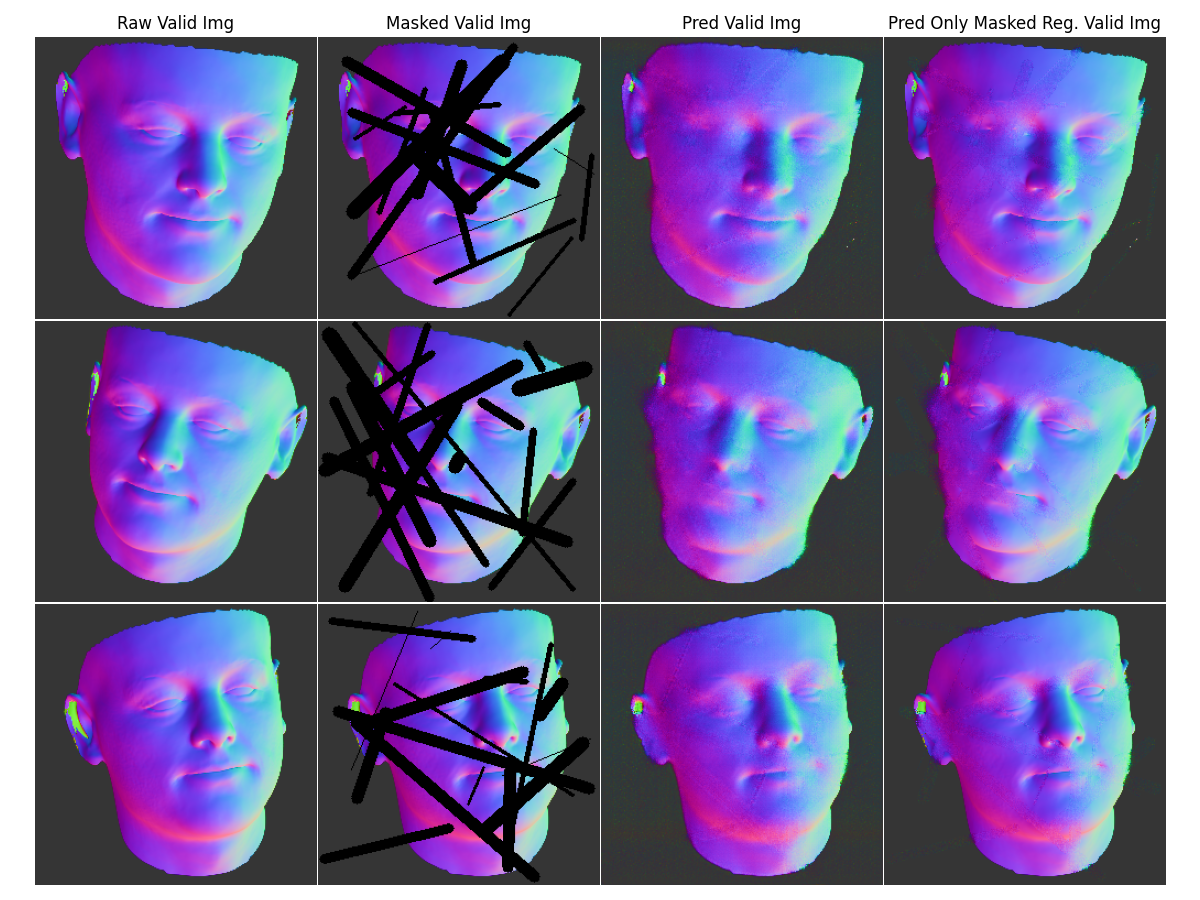 Raw Valid Img
Masked Valid Img
Pred Valid Img
Pred Only Masked Reg. Valid Img